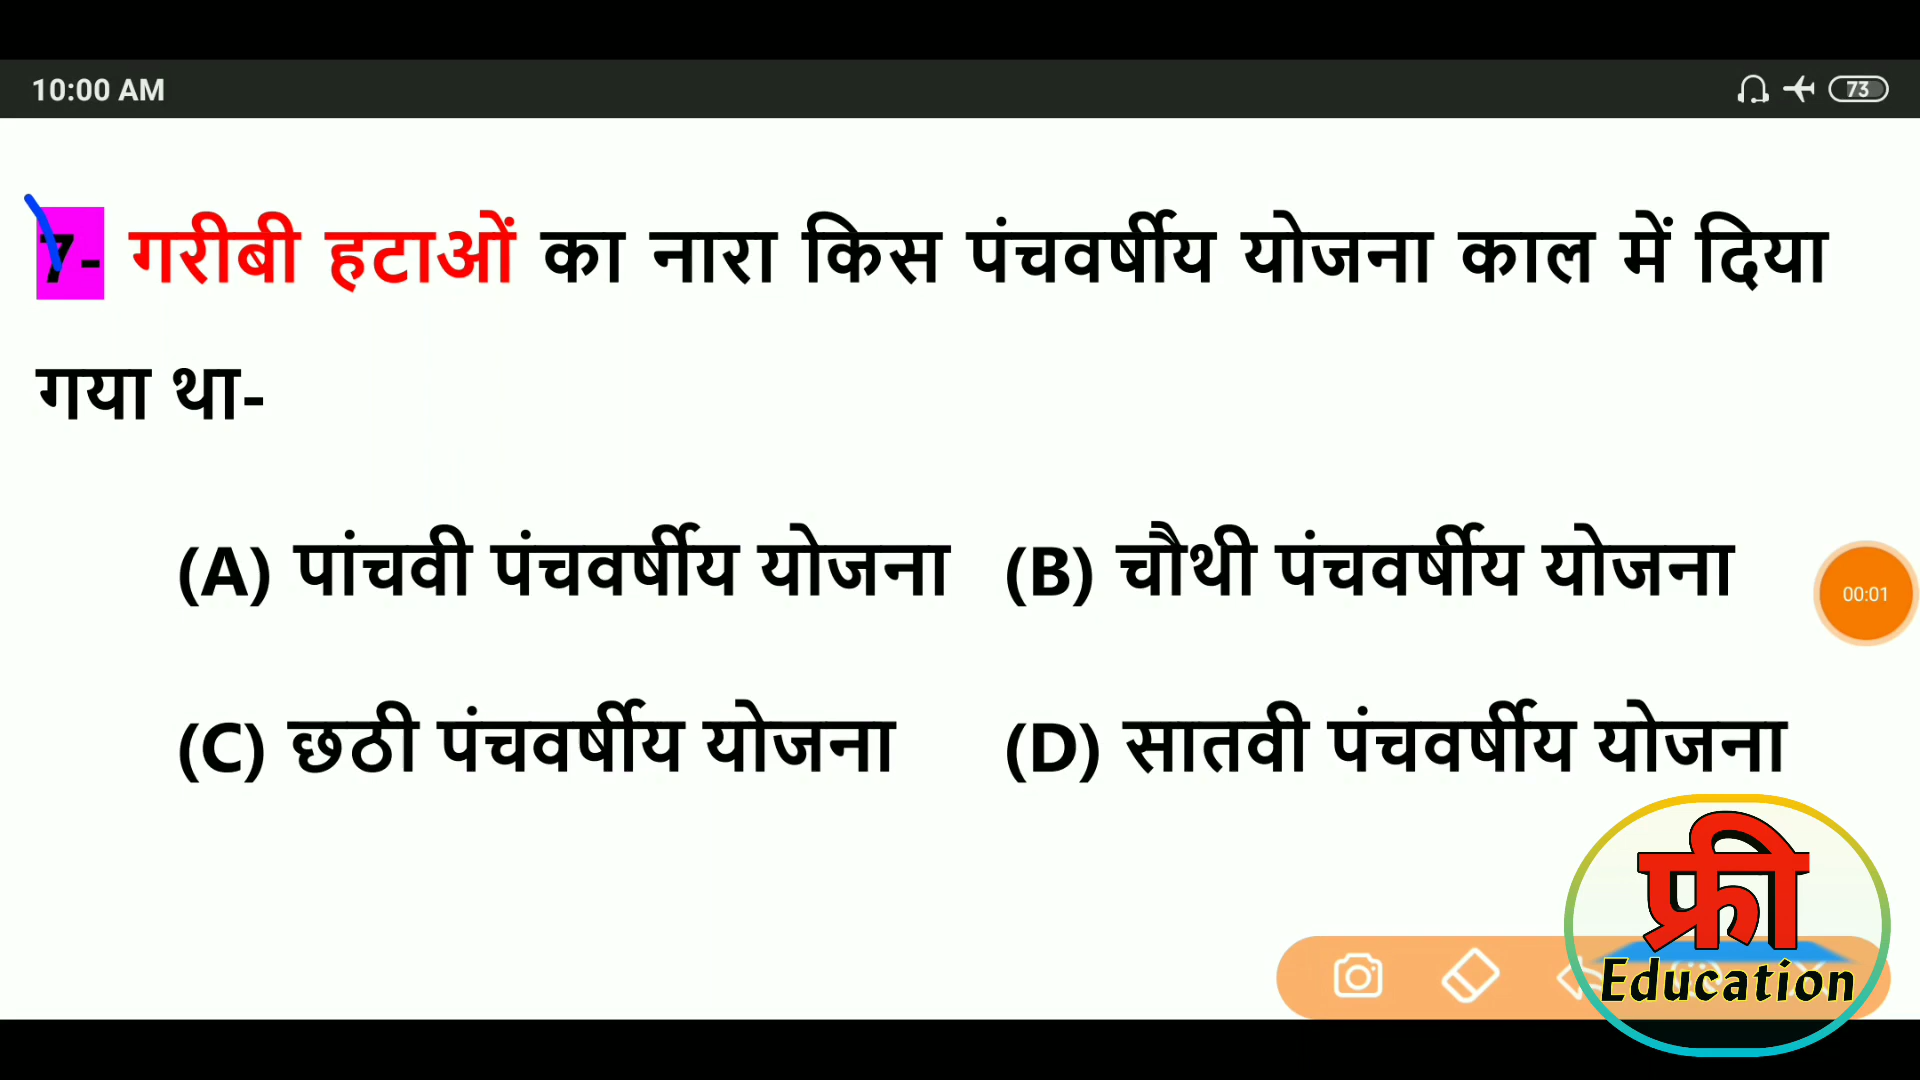 10:00 AM
73
7- गरीबी हटाओं का नारा किस पंचवर्षीय योजना काल में दिया
गया था-
(A) पांचवी पंचवर्षीय योजना (B) चौथी पंचवर्षीय योजना
00:01
(C) छठी पंचवर्षीय योजना (D) सातवी पंचवर्षीय योजना
फ्री
Education